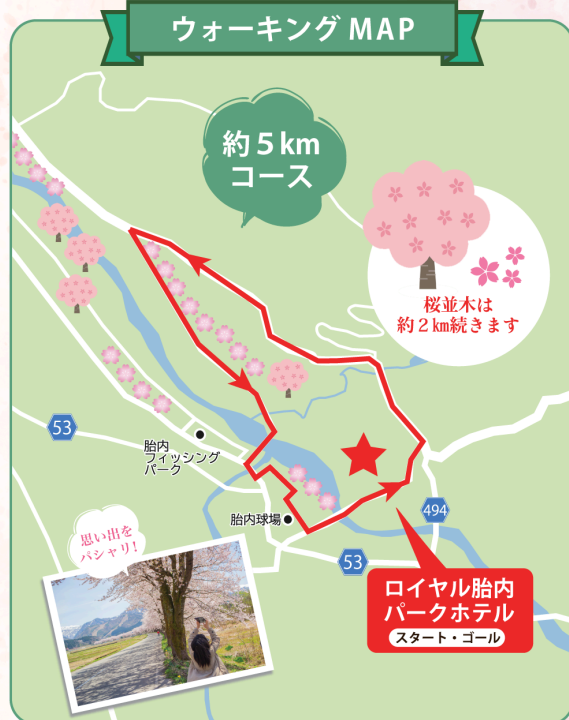 ウォーキング MAP
約５km
コース
桜並木は
約２㎞続きます
53
胎内
フィッシング
パーク
胎内球場
494
53
思い出を
パシャリ！
ロイヤル胎内
パークホテル
スタート・ゴール